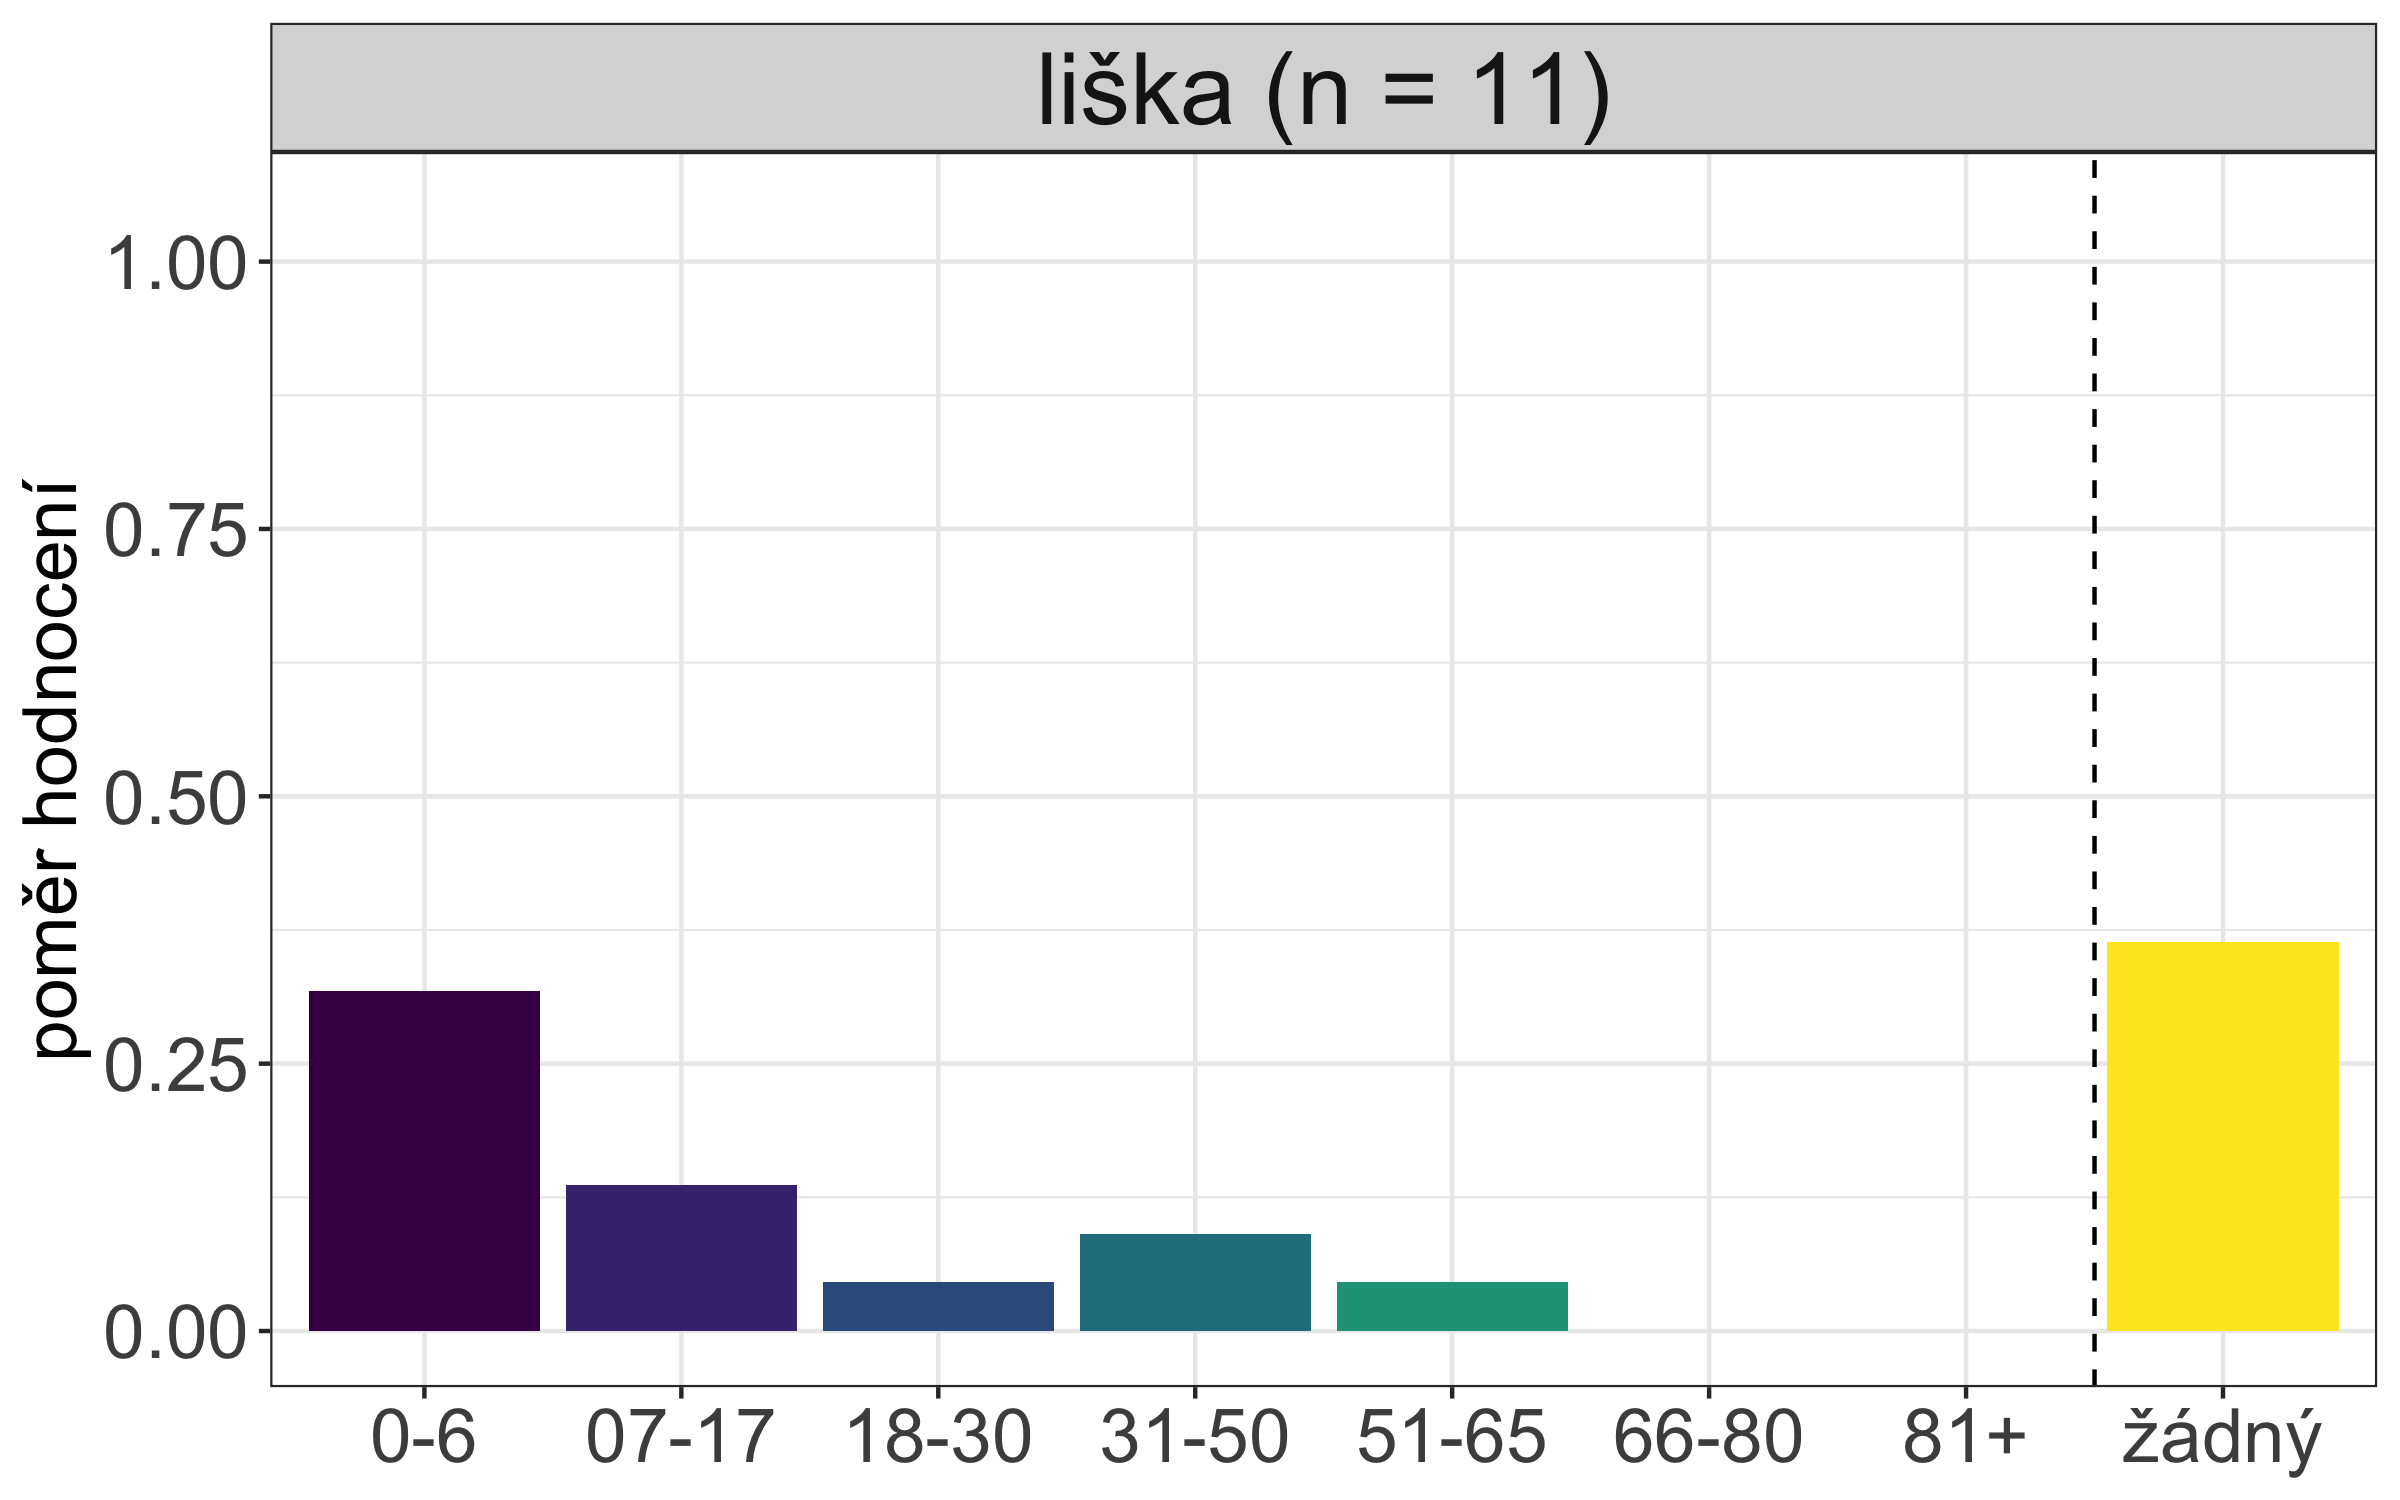 liška (n = 11)
poměr hodnocení
1.00
0.75
0.50
0.25
0.00
0-6 07-17 18-30 31-50 51-65 66-80 81+ žádný